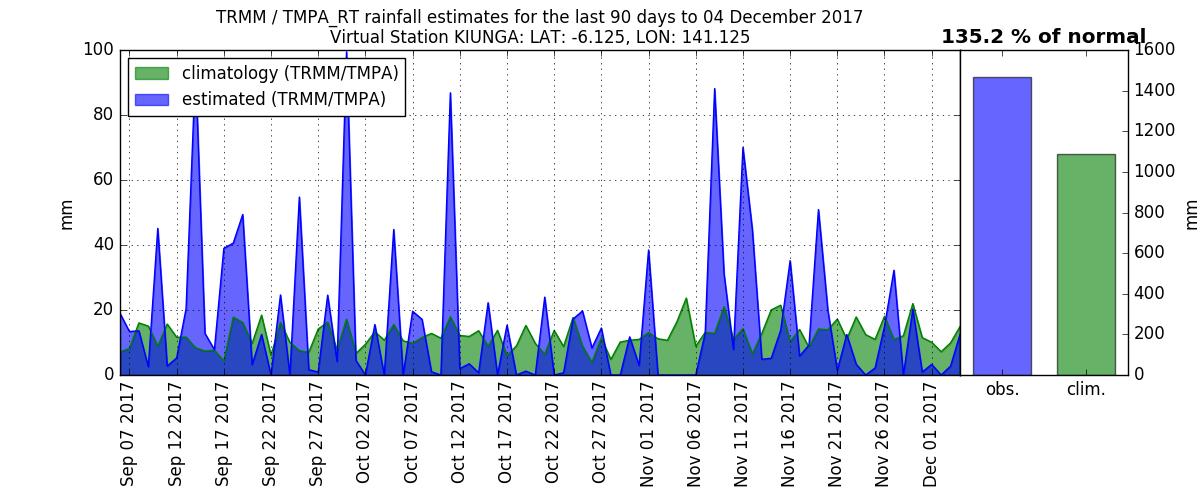 TRMM / TMPA_RT rainfall estimates for the last 90 days to 04 December 2017
Virtual Station KIUNGA: LAT: -6.125, LON: 141.125
135.2 % of normal
climatology (TRMM/TMPA)
estimated (TRMM/TMPA)
100
80
60
40
20
0
mm
Sep 07 2017
Sep 12 2017
Sep 17 2017
Sep 22 2017
Sep 27 2017
Oct 02 2017
Oct 07 2017
Oct 12 2017
Oct 17 2017
Oct 22 2017
Oct 27 2017
Nov 01 2017
Nov 06 2017
Nov 11 2017
Nov 16 2017
Nov 21 2017
Nov 26 2017
Dec 01 2017
obs.
clim.
1600
1400
1200
1000
800
600
400
200
0
mm